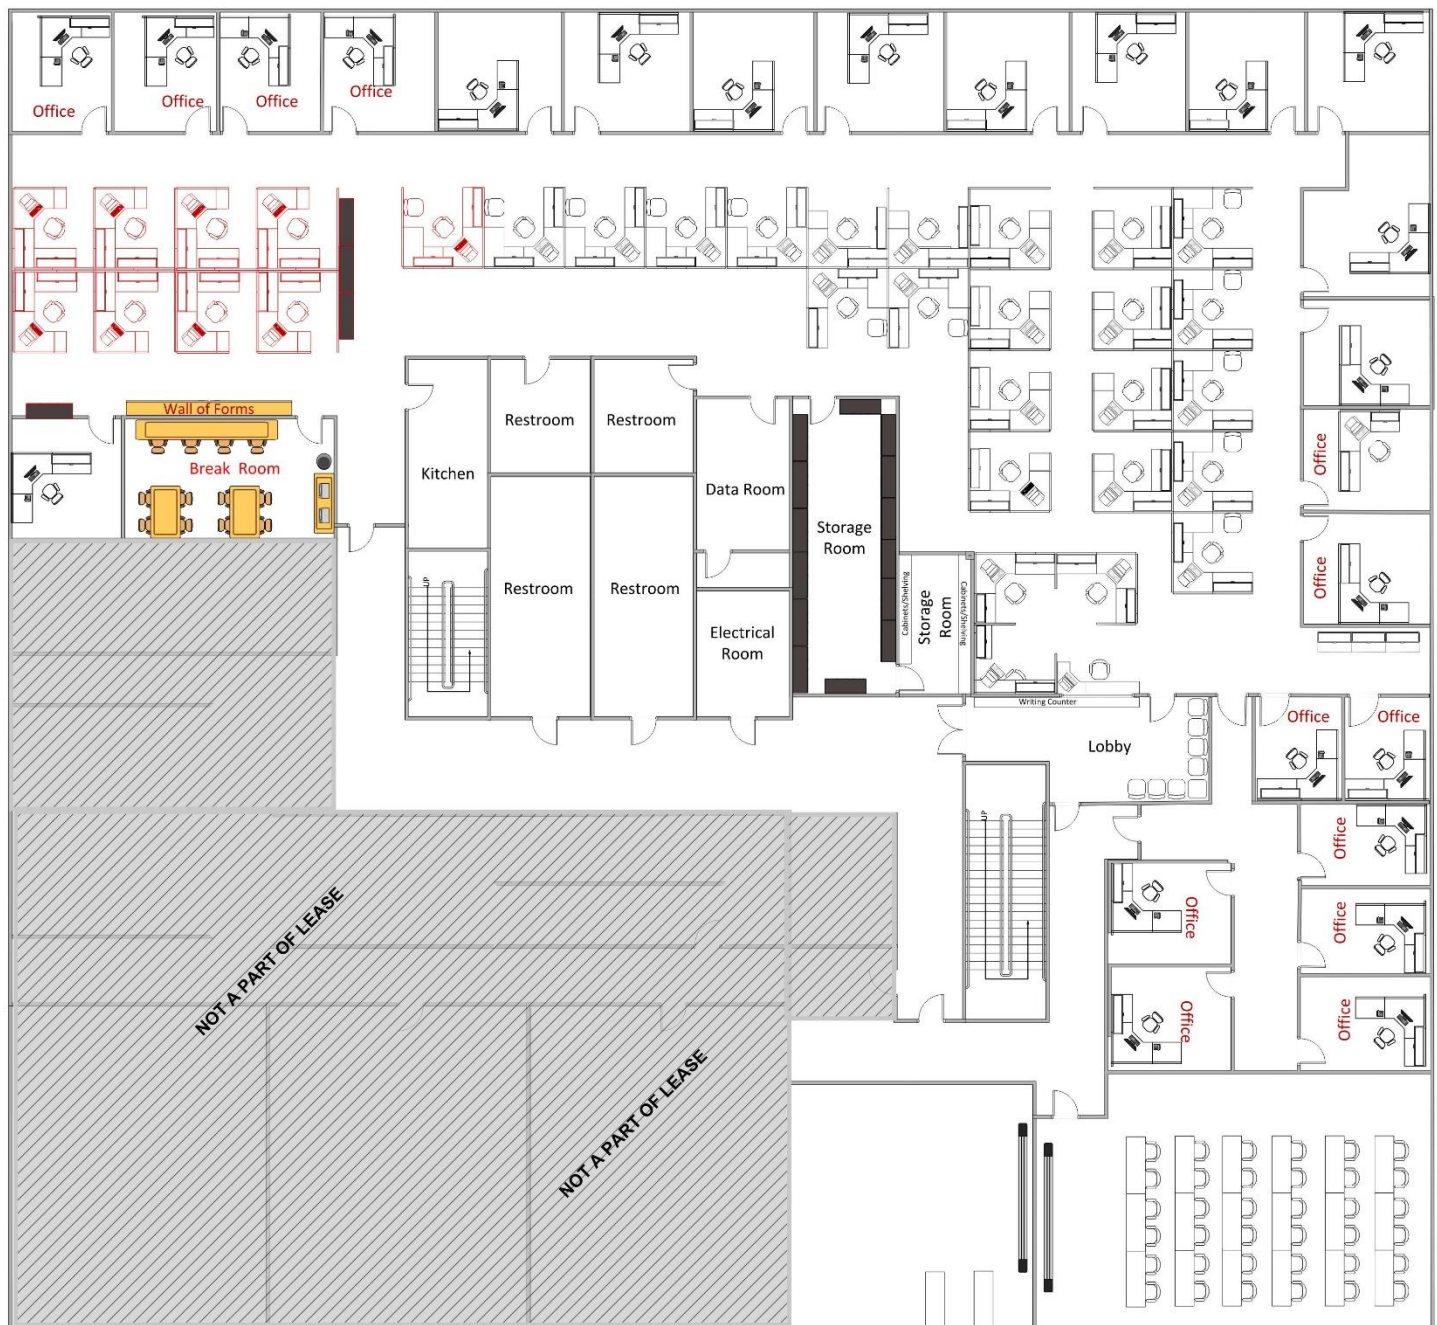 Office
Office
Office
Office
Wall of Forms
Break Room
Kitchen
Restroom
Restroom
Data Room
Storage
Room
Restroom
Restroom
Electrical
Room
UP
Cabinets/Shelving
Storage
Room
Cabinets/Shelving
Office
Office
Writing Counter
Lobby
Office
Office
UP
Office
Office
Office
Office
Office
NOT A PART OF LEASE
NOT A PART OF LEASE